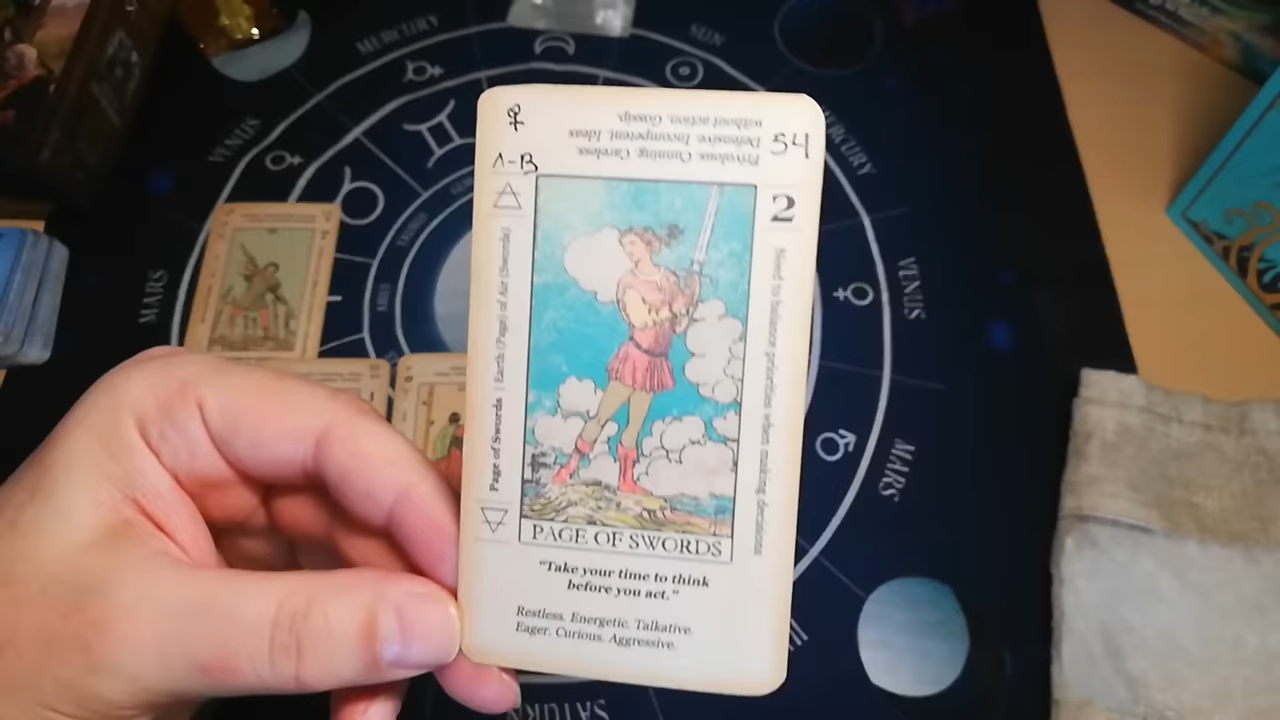 MERCURY
SUN
MERCURY
VENUS
VENUS
MARS
MARS
SATURN
Frivolous. Cunning. Careless.
Defensive. Incompetent. Ideas
without action. Gossip.
54
1-B
2
Page of Swords | Earth (Page) of Air (Swords)
Need to balance polarities when making decisions
PAGE OF SWORDS
"Take your time to think
before you act."
Restless. Energetic. Talkative.
Eager. Curious. Aggressive.